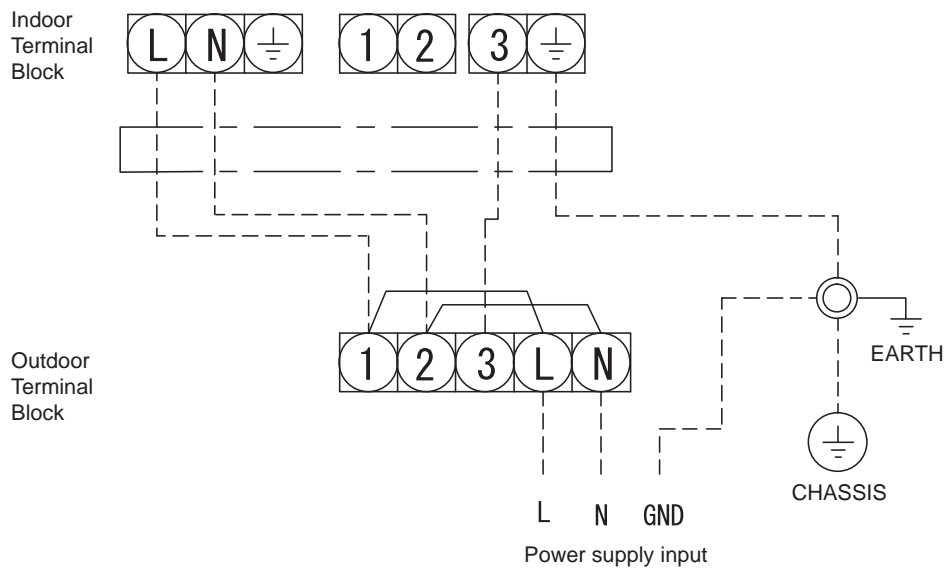 Indoor
Terminal
Block
L N 1 2 3
Outdoor
Terminal
Block
1 2 3 L N
EARTH
CHASSIS
L N GND
Power supply input